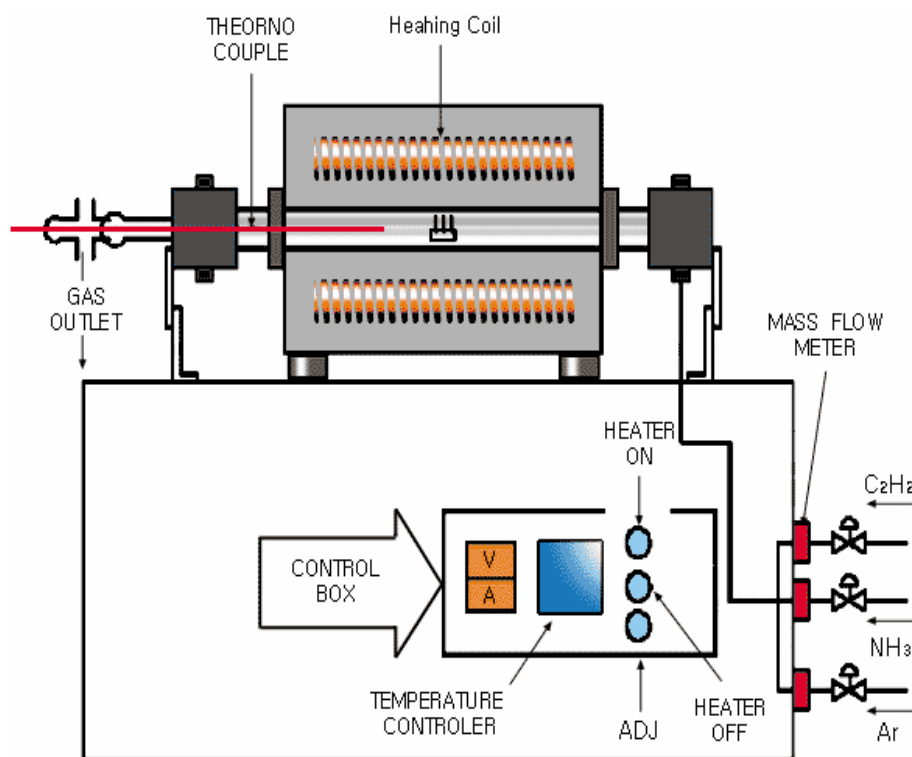 THEORNO
COUPLE
Heahing Coil
GAS
OUTLET
MASS FLOW
METER
HEATER
ON
C₂H₂
CONTROL
BOX
V
A
NH₃
TEMPERATURE
CONTROLER
ADJ
HEATER
OFF
Ar